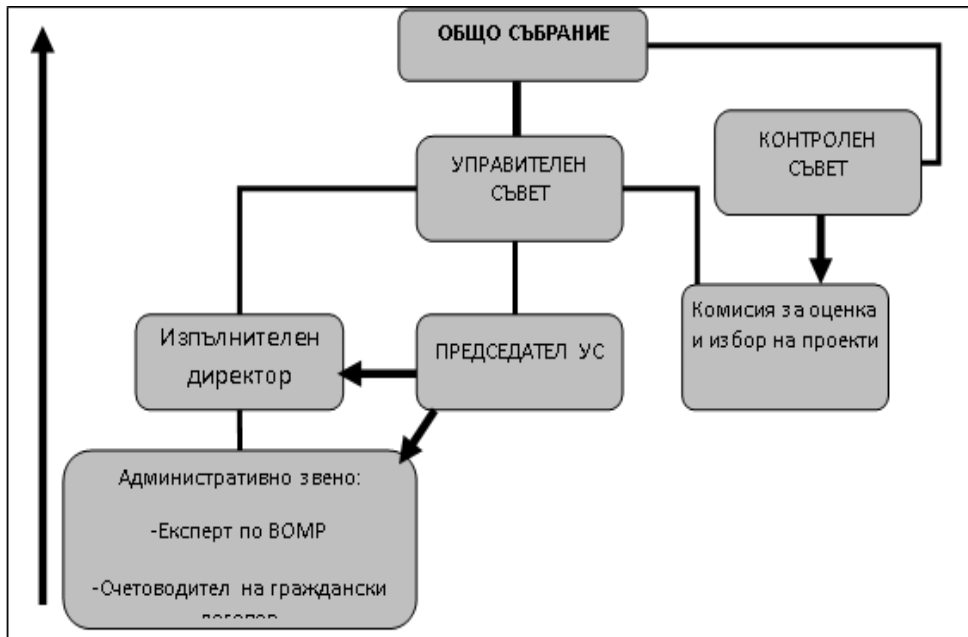 ОБЩО СЪБРАНИЕ
УПРАВИТЕЛЕН
СЪВЕТ
КОНТРОЛЕН
СЪВЕТ
Изпълнителен
директор
ПРЕДСЕДАТЕЛ УС
Комисия за оценка
и избор на проекти
Административно звено:
-Експерт по ВОМР
-Счетоводител на граждански